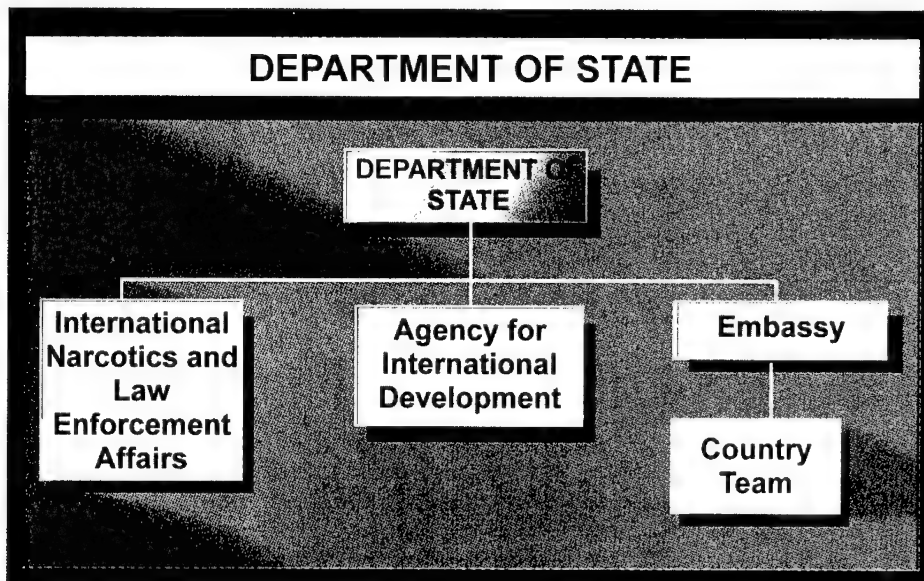 DEPARTMENT OF STATE
DEPARTMENT OF
STATE
International
Narcotics and
Law
Enforcement
Affairs
Agency for
International
Development
Embassy
Country
Team